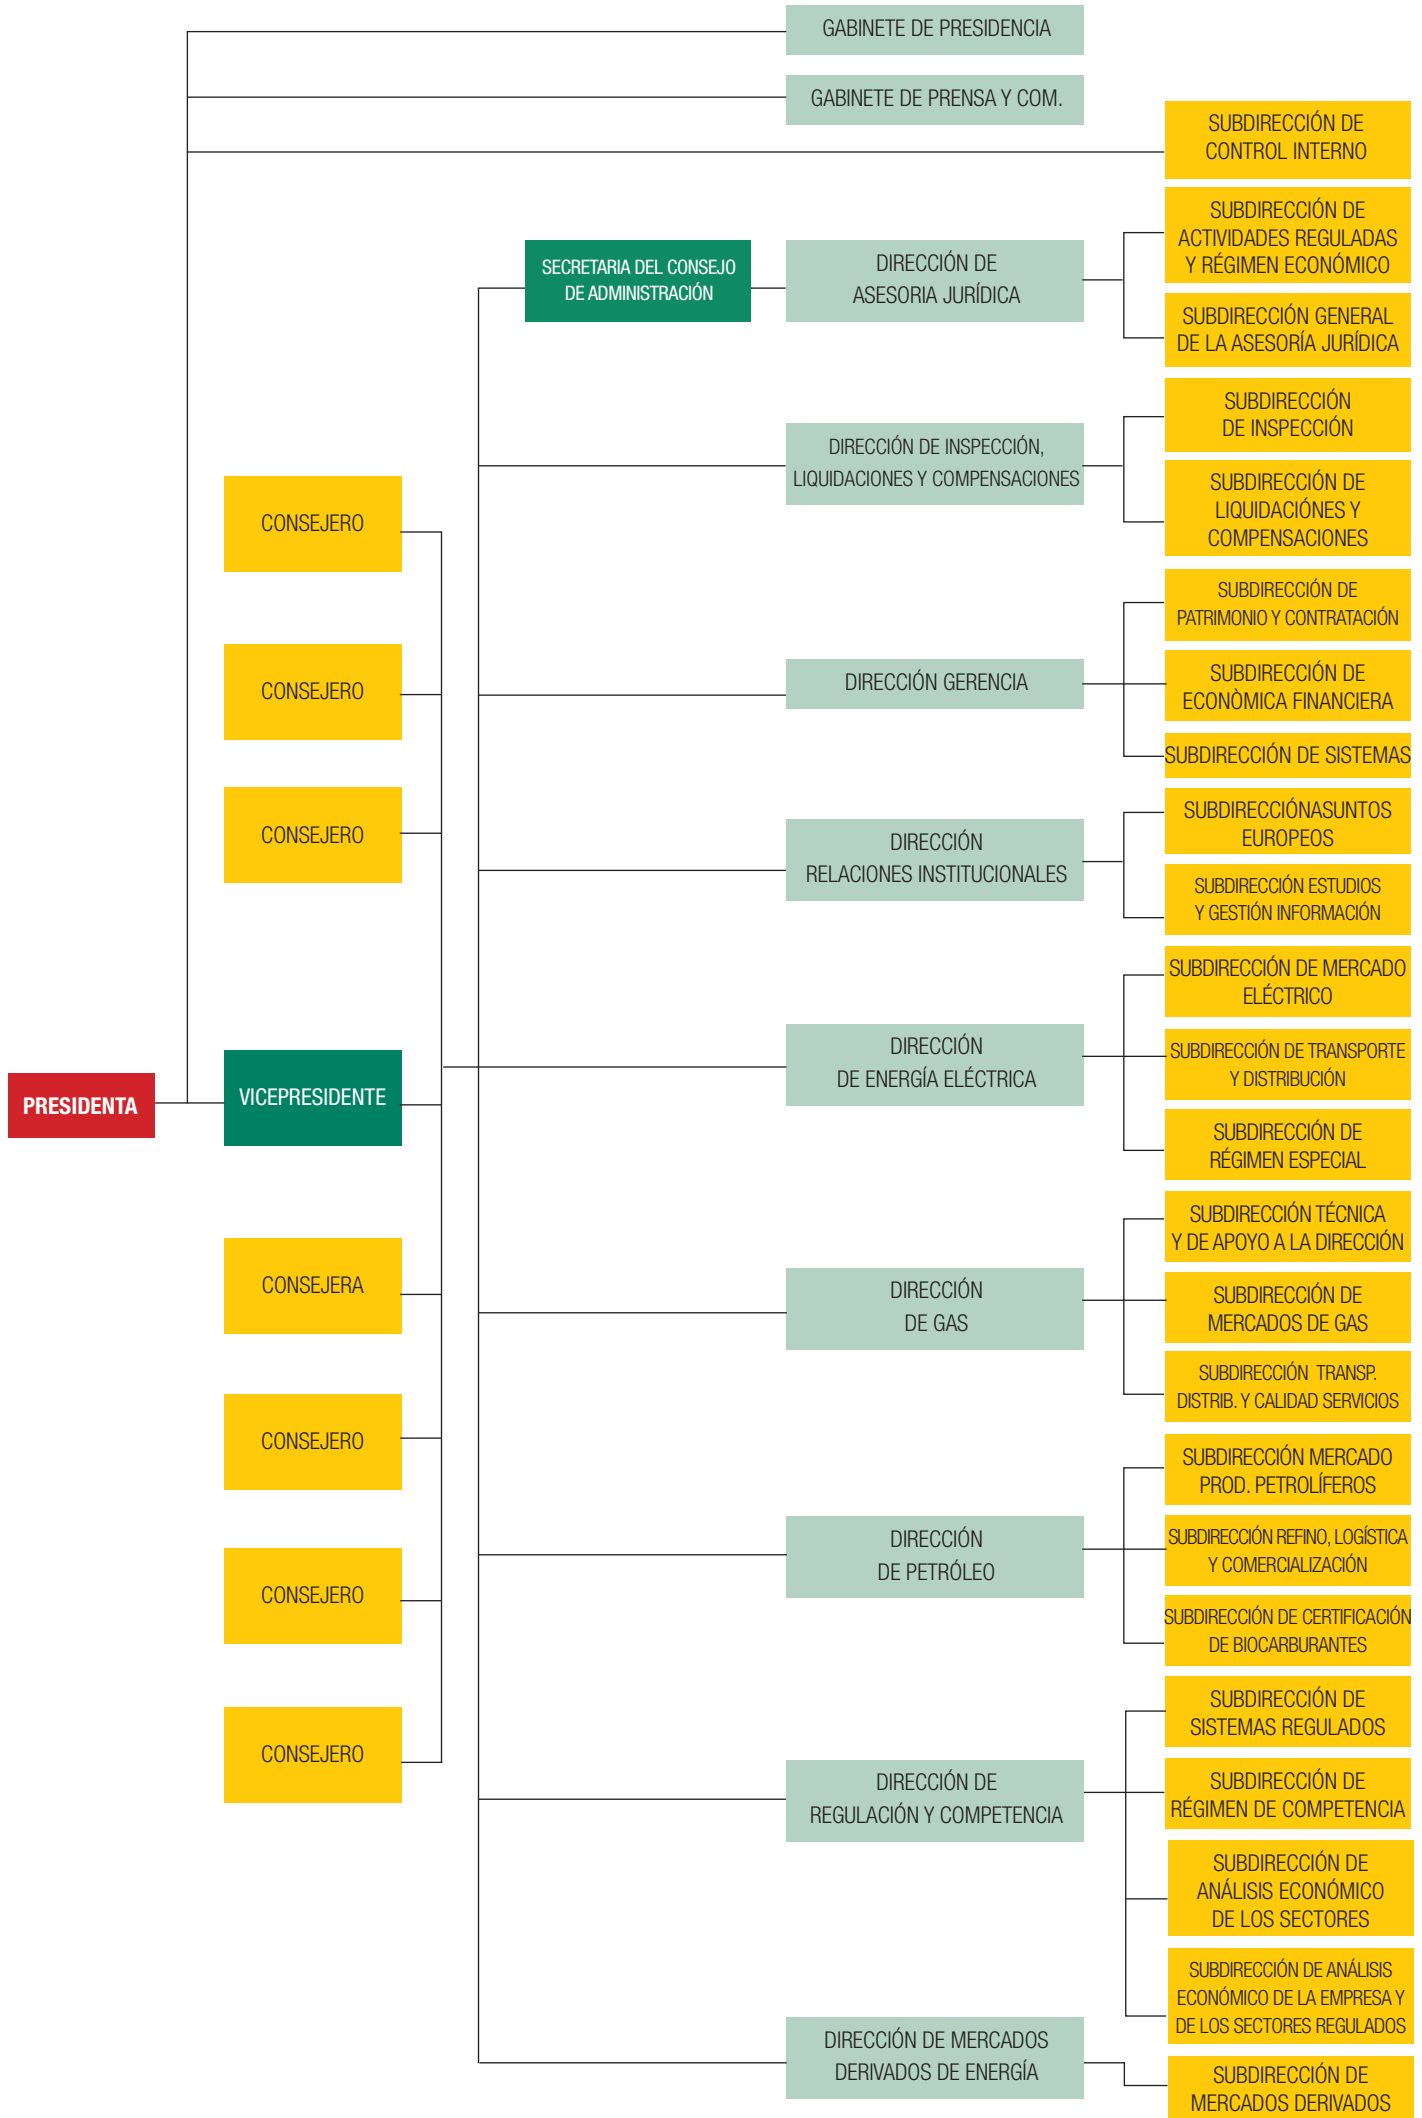 GABINETE DE PRESIDENCIA
GABINETE DE PRENSA Y COM.
SUBDIRECCIÓN DE
CONTROL INTERNO
SECRETARIA DEL CONSEJO
DE ADMINISTRACIÓN
DIRECCIÓN DE
ASESORIA JURÍDICA
SUBDIRECCIÓN DE
ACTIVIDADES REGULADAS
Y RÉGIMEN ECONÓMICO
SUBDIRECCIÓN GENERAL
DE LA ASESORÍA JURÍDICA
DIRECCIÓN DE INSPECCIÓN,
LIQUIDACIONES Y COMPENSACIONES
SUBDIRECCIÓN
DE INSPECCIÓN
SUBDIRECCIÓN DE
LIQUIDACIÓNES Y
COMPENSACIONES
DIRECCIÓN GERENCIA
SUBDIRECCIÓN DE
PATRIMONIO Y CONTRATACIÓN
SUBDIRECCIÓN DE
ECONÒMICA FINANCIERA
SUBDIRECCIÓN DE SISTEMAS
DIRECCIÓN
RELACIONES INSTITUCIONALES
SUBDIRECCIÓNASUNTOS
EUROPEOS
SUBDIRECCIÓN ESTUDIOS
Y GESTIÓN INFORMACIÓN
DIRECCIÓN
DE ENERGÍA ELÉCTRICA
SUBDIRECCIÓN DE MERCADO
ELÉCTRICO
SUBDIRECCIÓN DE TRANSPORTE
Y DISTRIBUCIÓN
SUBDIRECCIÓN DE
RÉGIMEN ESPECIAL
DIRECCIÓN
DE GAS
SUBDIRECCIÓN TÉCNICA
Y DE APOYO A LA DIRECCIÓN
SUBDIRECCIÓN DE
MERCADOS DE GAS
SUBDIRECCIÓN TRANSP.
DISTRIB. Y CALIDAD SERVICIOS
DIRECCIÓN
DE PETRÓLEO
SUBDIRECCIÓN MERCADO
PROD. PETROLÍFEROS
SUBDIRECCIÓN REFINO, LOGÍSTICA
Y COMERCIALIZACIÓN
SUBDIRECCIÓN DE CERTIFICACIÓN
DE BIOCARBURANTES
DIRECCIÓN DE
REGULACIÓN Y COMPETENCIA
SUBDIRECCIÓN DE
SISTEMAS REGULADOS
SUBDIRECCIÓN DE
RÉGIMEN DE COMPETENCIA
SUBDIRECCIÓN DE
ANÁLISIS ECONÓMICO
DE LOS SECTORES
SUBDIRECCIÓN DE ANÁLISIS
ECONÓMICO DE LA EMPRESA Y
DE LOS SECTORES REGULADOS
DIRECCIÓN DE MERCADOS
DERIVADOS DE ENERGÍA
SUBDIRECCIÓN DE
MERCADOS DERIVADOS
CONSEJERO
CONSEJERO
CONSEJERO
PRESIDENTA
VICEPRESIDENTE
CONSEJERA
CONSEJERO
CONSEJERO
CONSEJERO